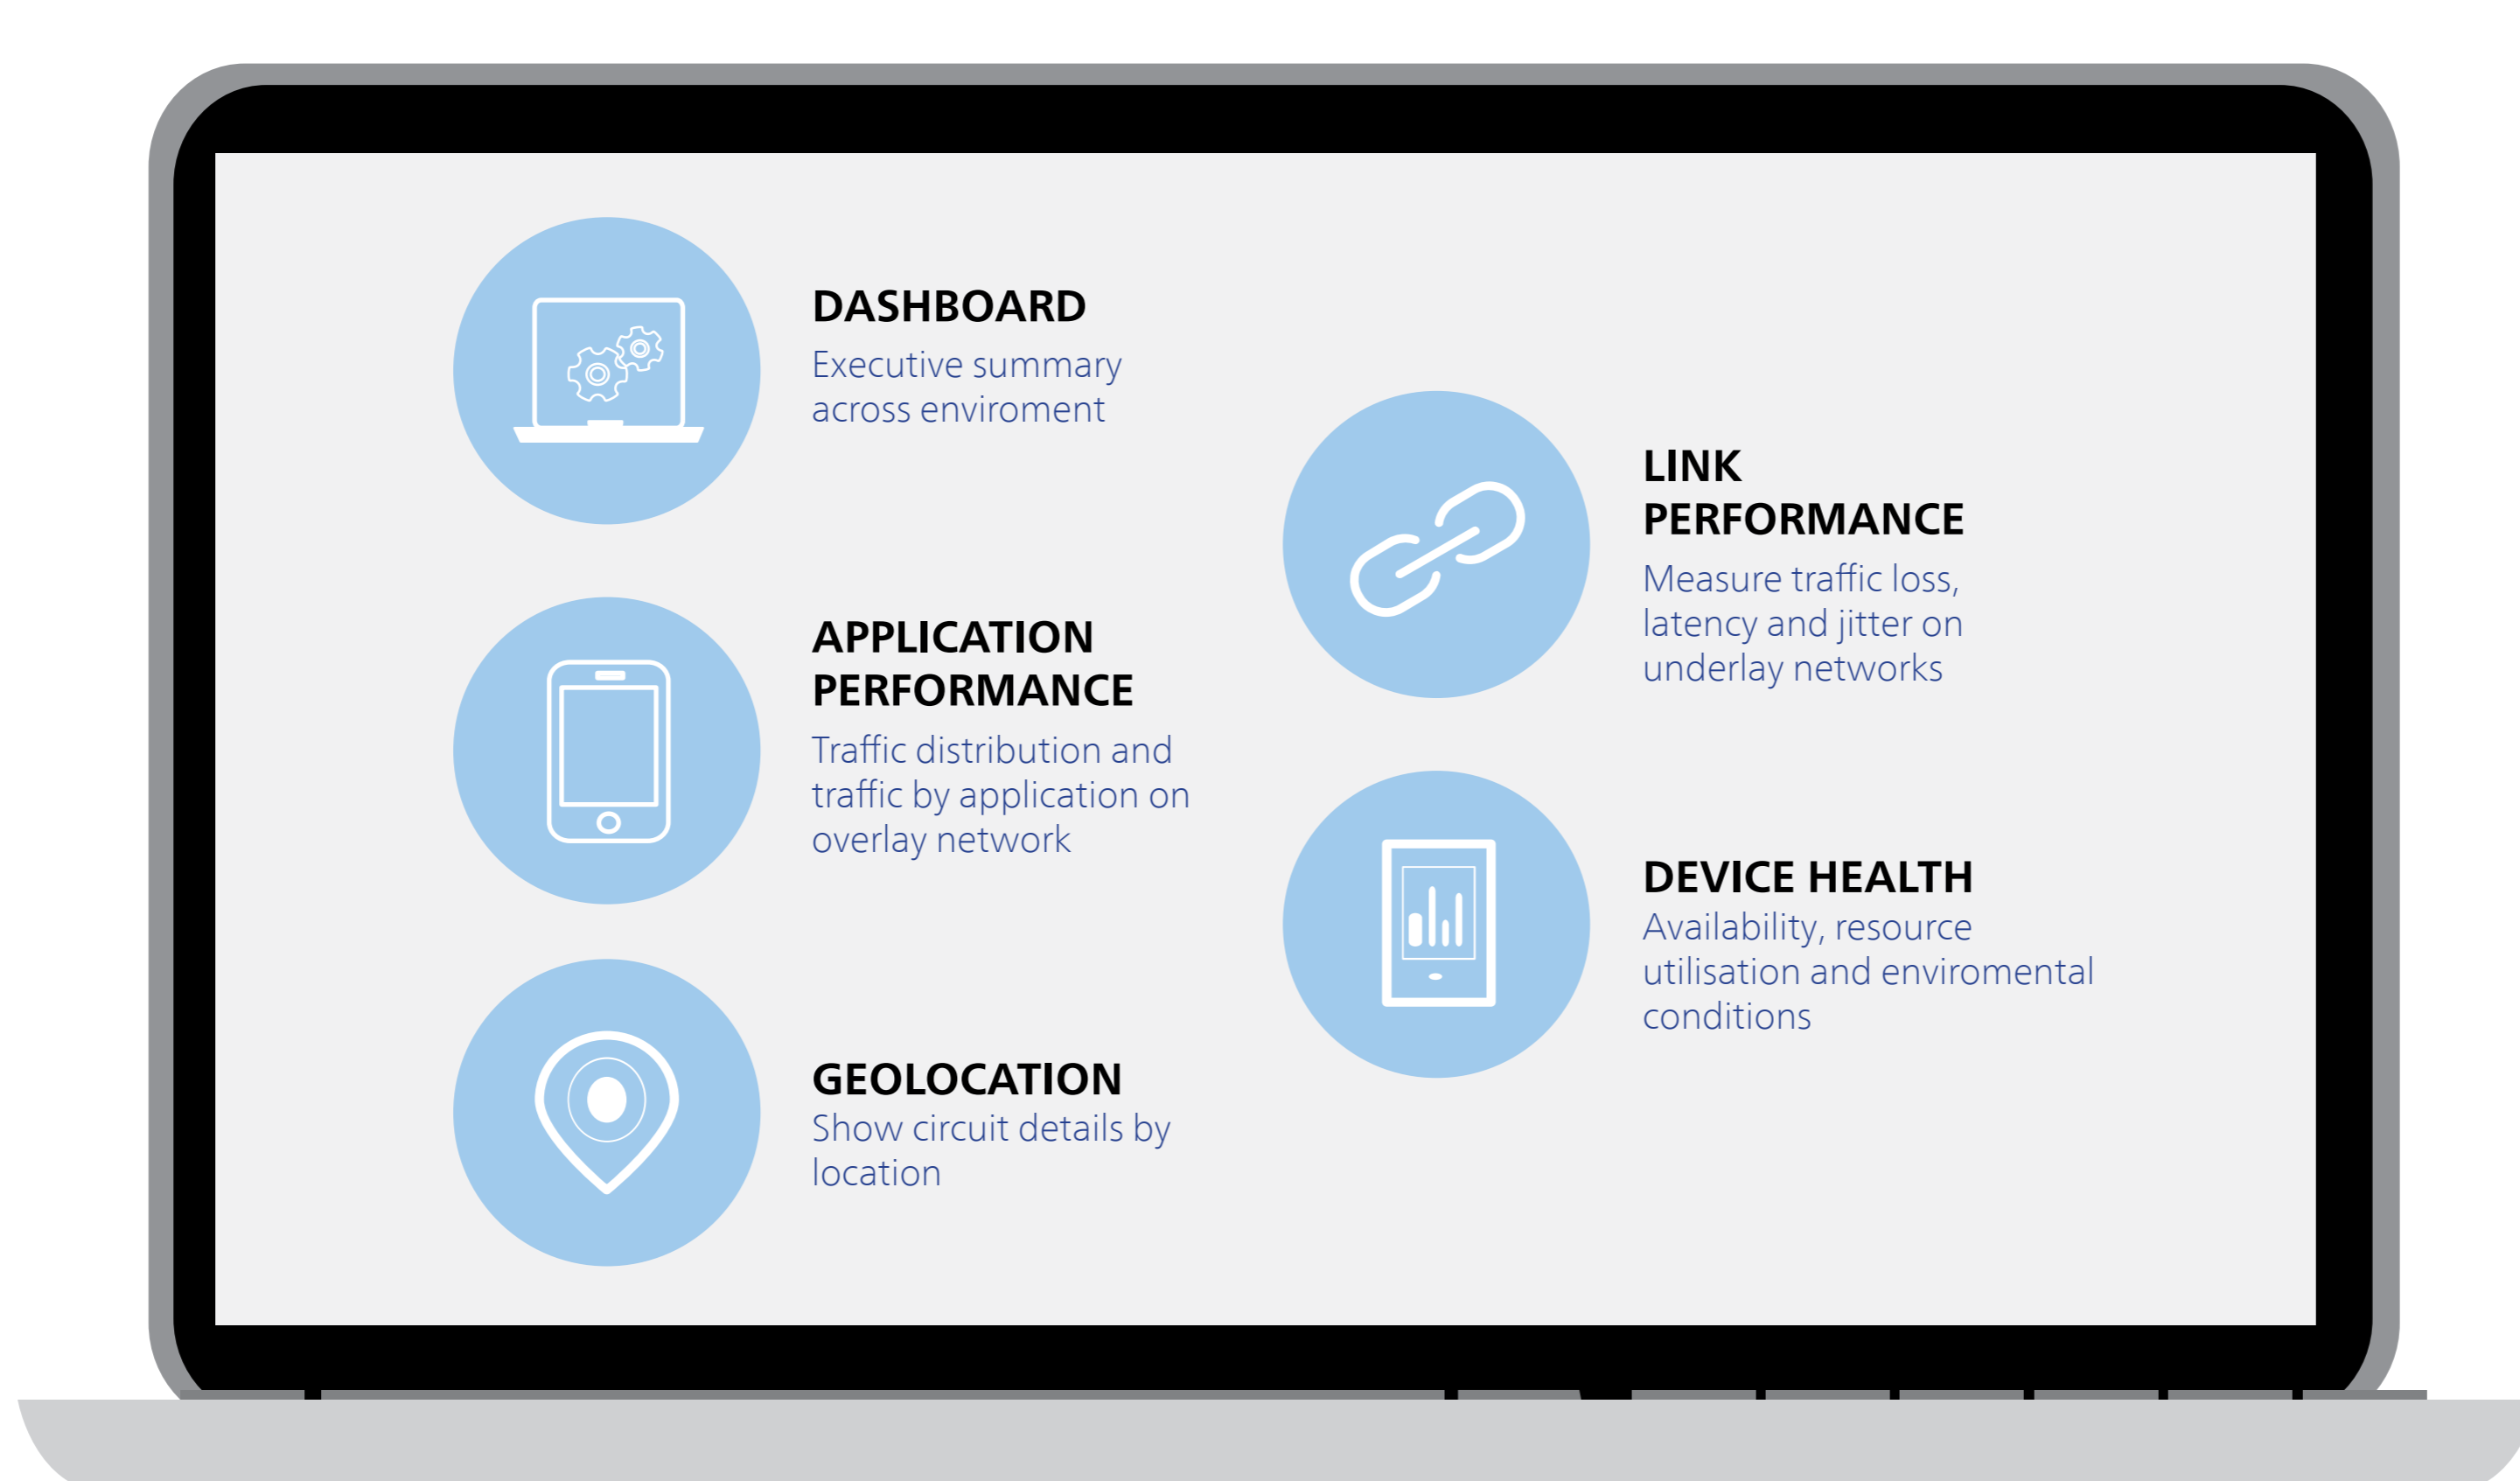 DASHBOARD
Executive summary
across enviroment
APPLICATION
PERFORMANCE
Traffic distribution and
traffic by application on
overlay network
GEOLOCATION
Show circuit details by
location
LINK
PERFORMANCE
Measure traffic loss,
latency and jitter on
underlay networks
DEVICE HEALTH
Availability, resource
utilisation and enviromental
conditions